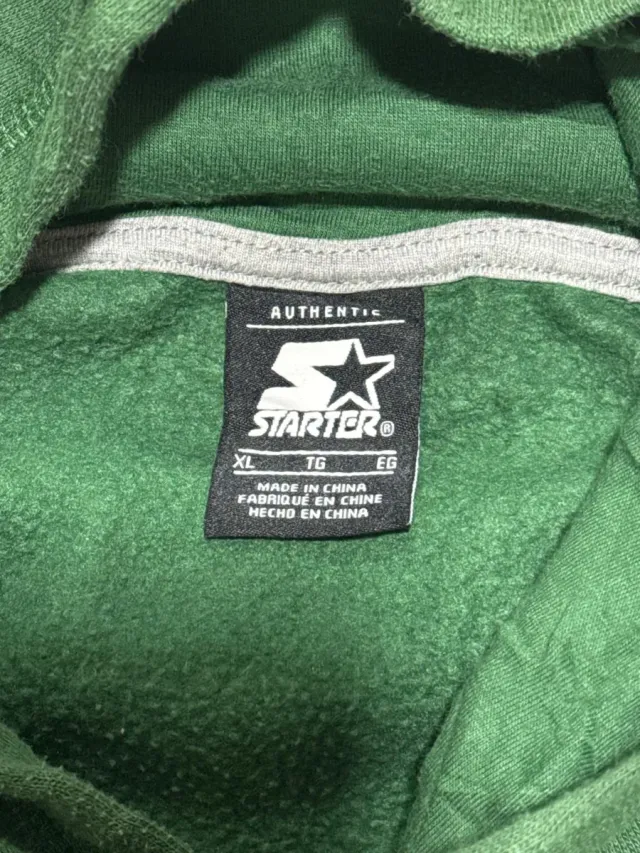 AUTHENTIC
STARTER®
XL TG EG
MADE IN CHINA
FABRIQUÉ EN CHINE
HECHO EN CHINA